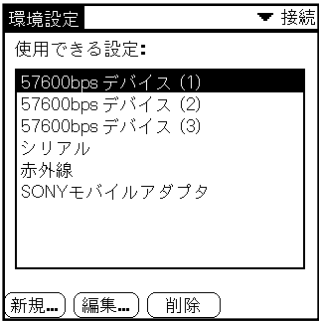 環境設定
▼ 接続
使用できる設定:
57600bps デバイス (1)
57600bps デバイス (2)
57600bps デバイス (3)
シリアル
赤外線
SONYモバイルアダプタ
新規... 編集... 削除